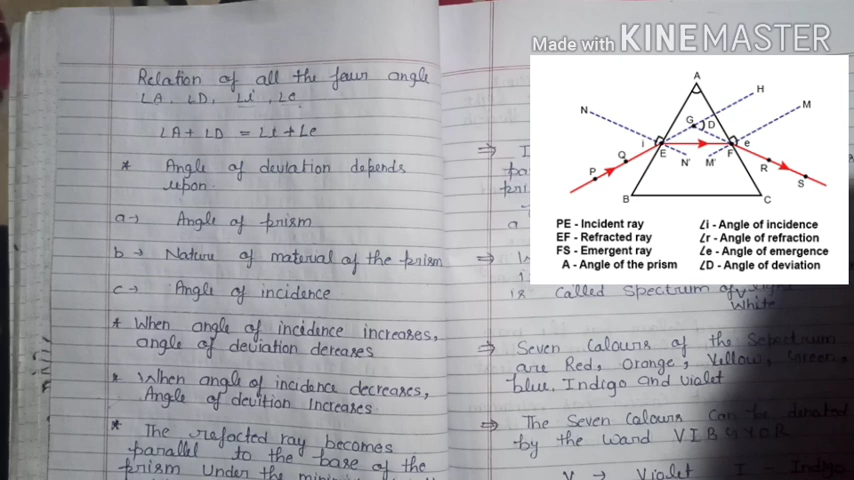 Made with KINEMASTER
Relation of all the four angle
∠A, ∠D, ∠i, ∠e
∠A + ∠D = ∠i + ∠e
* Angle of deviation depends
upon
a → Angle of prism
b → Nature of material of the prism
c → Angle of incidence
* When angle of incidence increases,
angle of deviation dereases
* When angle of incidence decreases,
Angle of devition Increases
* The refacted ray becomes
parallel to the base of the
prism under the
A
H
N
M
G
D
i
E
F
e
Q
N'
M'
R
P
S
B
C
PE - Incident ray
EF - Refracted ray
FS - Emergent ray
A - Angle of the prism
∠i - Angle of incidence
∠r - Angle of refraction
∠e - Angle of emergence
∠D - Angle of deviation
⇒ I
a
⇒ W
is called Spectrum of
White
⇒ Seven Colours of the
are Red, Orange, Yellow, Green,
blue, Indigo and Violet
⇒ The Seven Colours Can be
by the word VIBGYOR
V → Violet I - Indigo